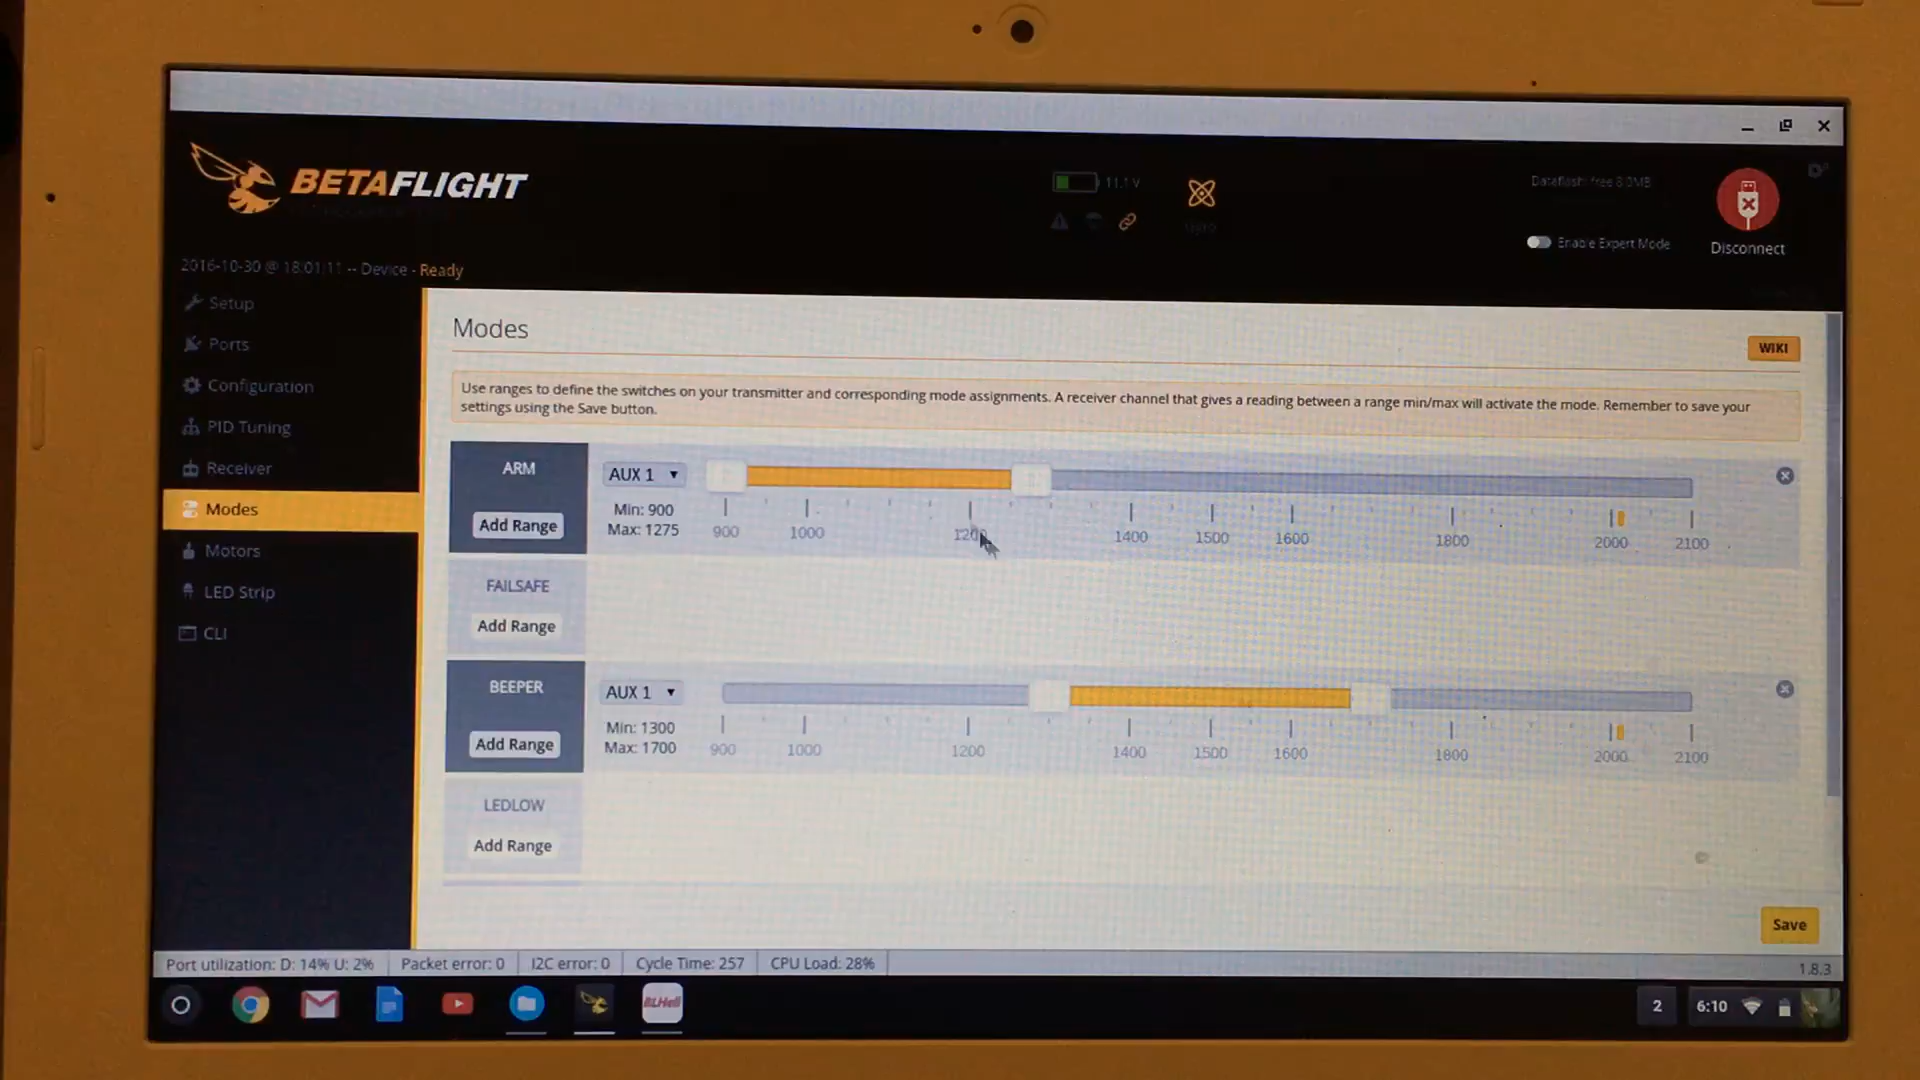 BETAFLIGHT
11.1 V
Dataflash: free 8.0MB
Enable Expert Mode
Disconnect
2016-10-30 @ 18:01:11 -- Device - Ready
Setup
Ports
Configuration
PID Tuning
Receiver
Modes
Motors
LED Strip
CLI
Modes
WIKI
Use ranges to define the switches on your transmitter and corresponding mode assignments. A receiver channel that gives a reading between a range min/max will activate the mode. Remember to save your
settings using the Save button.
ARM
Add Range
AUX 1
Min: 900
Max: 1275
900 1000 1200 1400 1500 1600 1800 2000 2100
FAILSAFE
Add Range
BEEPER
Add Range
AUX 1
Min: 1300
Max: 1700
900 1000 1200 1400 1500 1600 1800 2000 2100
LEDLOW
Add Range
Save
Port utilization: D: 14% U: 2% Packet error: 0 I2C error: 0 Cycle Time: 257 CPU Load: 28%
1.8.3
BLHeli
2 6:10